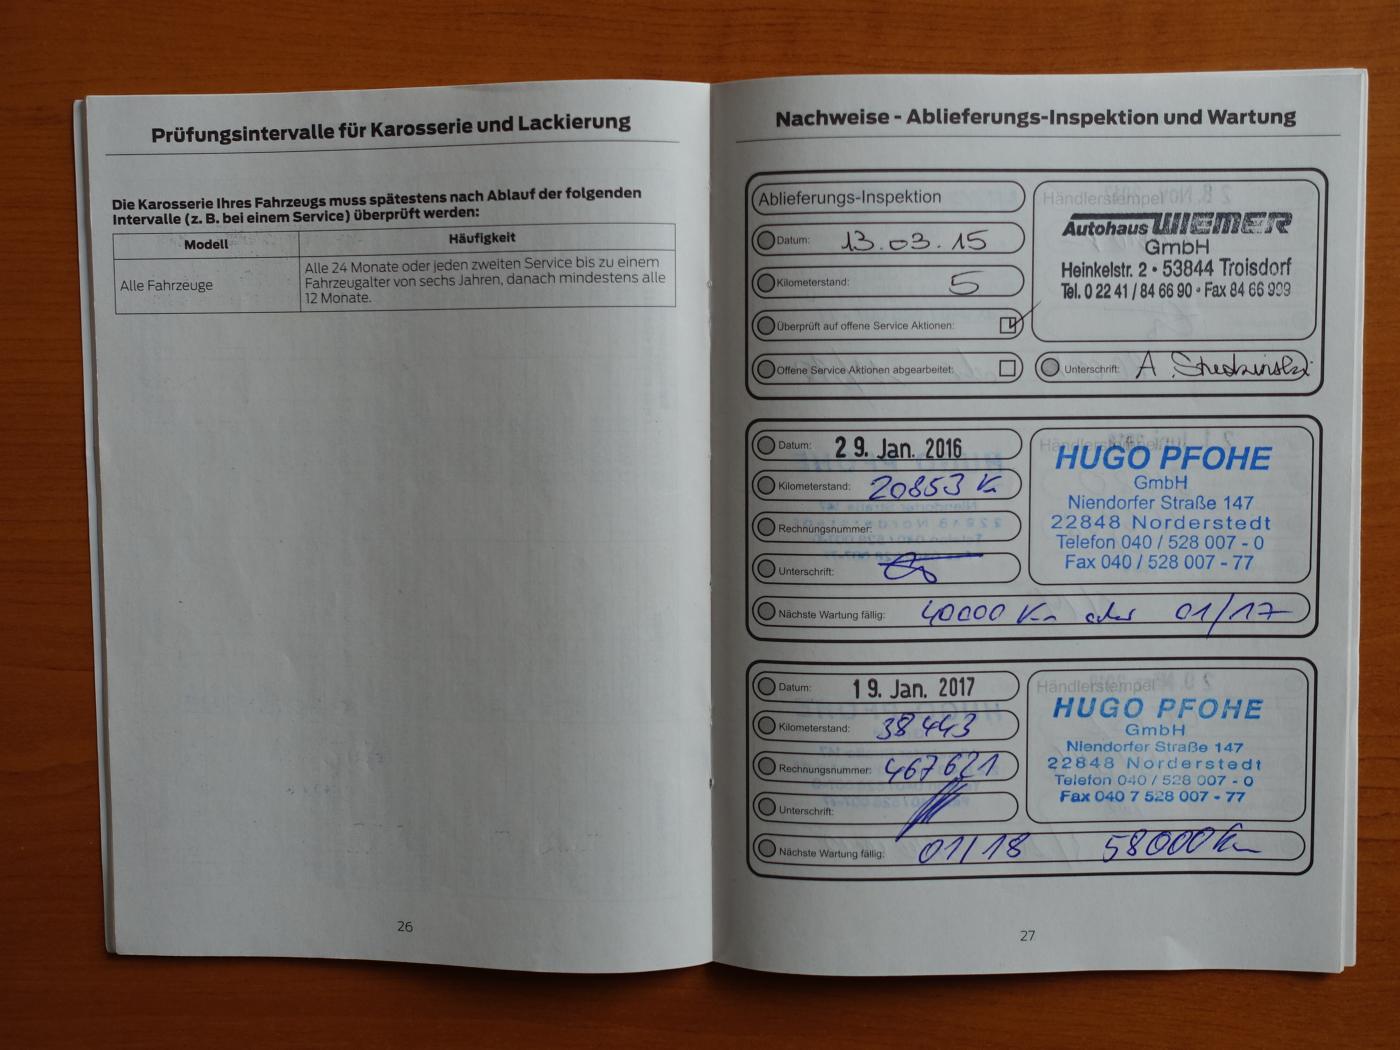 Prüfungsintervalle für Karosserie und Lackierung
Die Karosserie Ihres Fahrzeugs muss spätestens nach Ablauf der folgenden
Intervalle (z. B. bei einem Service) überprüft werden:
Modell
Häufigkeit
Alle Fahrzeuge
Alle 24 Monate oder jeden zweiten Service bis zu einem
Fahrzeugalter von sechs Jahren, danach mindestens alle
12 Monate.
26
Nachweise - Ablieferungs-Inspektion und Wartung
Ablieferungs-Inspektion
Datum: 13.03.15
Kilometerstand: 5
Überprüft auf offene Service Aktionen:
Offene Service Aktionen abgearbeitet:
Händlerstempel
Autohaus WIEMER
GmbH
Heinkelstr. 2 • 53844 Troisdorf
Tel. 0 22 41 / 84 66 90 • Fax 84 66 999
Unterschrift: A
Datum: 29. Jan. 2016
Kilometerstand: 20853 Km
Rechnungsnummer:
Unterschrift:
Händlerstempel
HUGO PFOHE
GmbH
Niendorfer Straße 147
22848 Norderstedt
Telefon 040 / 528 007 - 0
Fax 040 / 528 007 - 77
Nächste Wartung fällig: 40000 Km oder 01/17
Datum: 19. Jan. 2017
Kilometerstand: 38443
Rechnungsnummer: 467621
Unterschrift:
Händlerstempel
HUGO PFOHE
GmbH
Niendorfer Straße 147
22848 Norderstedt
Telefon 040 / 528 007 - 0
Fax 040 / 528 007 - 77
Nächste Wartung fällig: 01/18 58000 Km
27